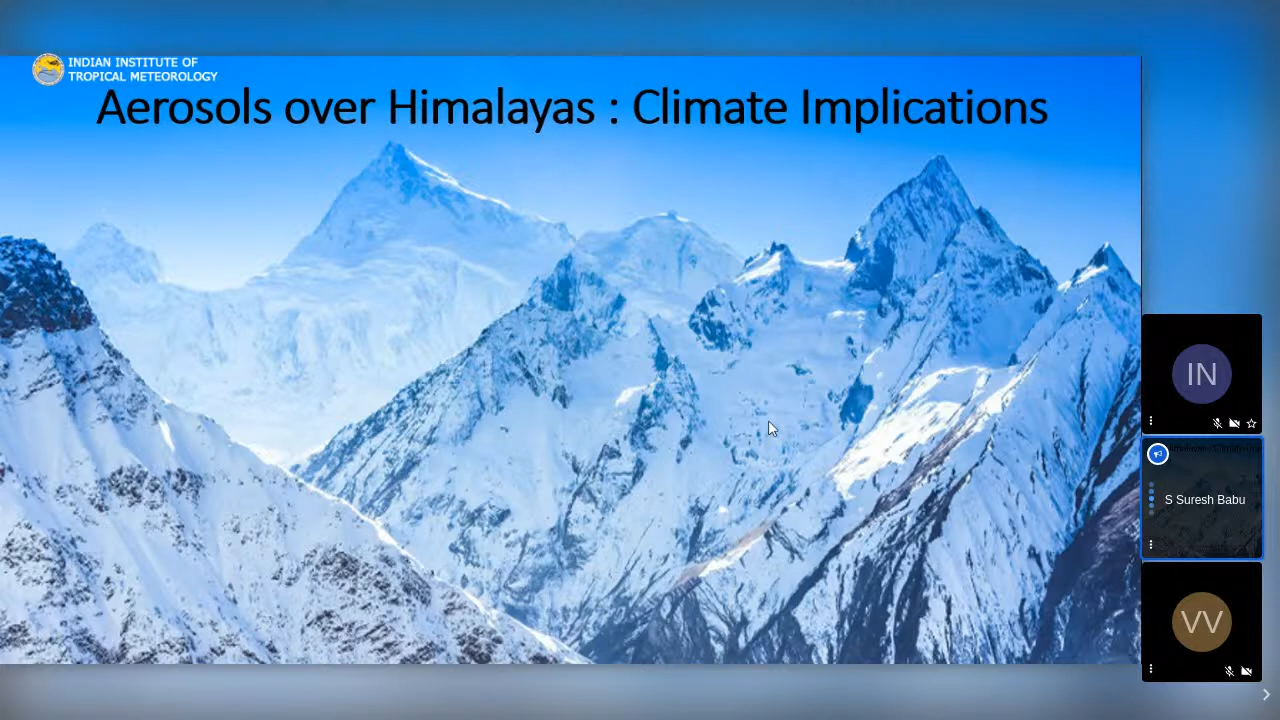 INDIAN INSTITUTE OF
TROPICAL METEOROLOGY
Aerosols over Himalayas : Climate Implications
IN
S Suresh Babu
VV